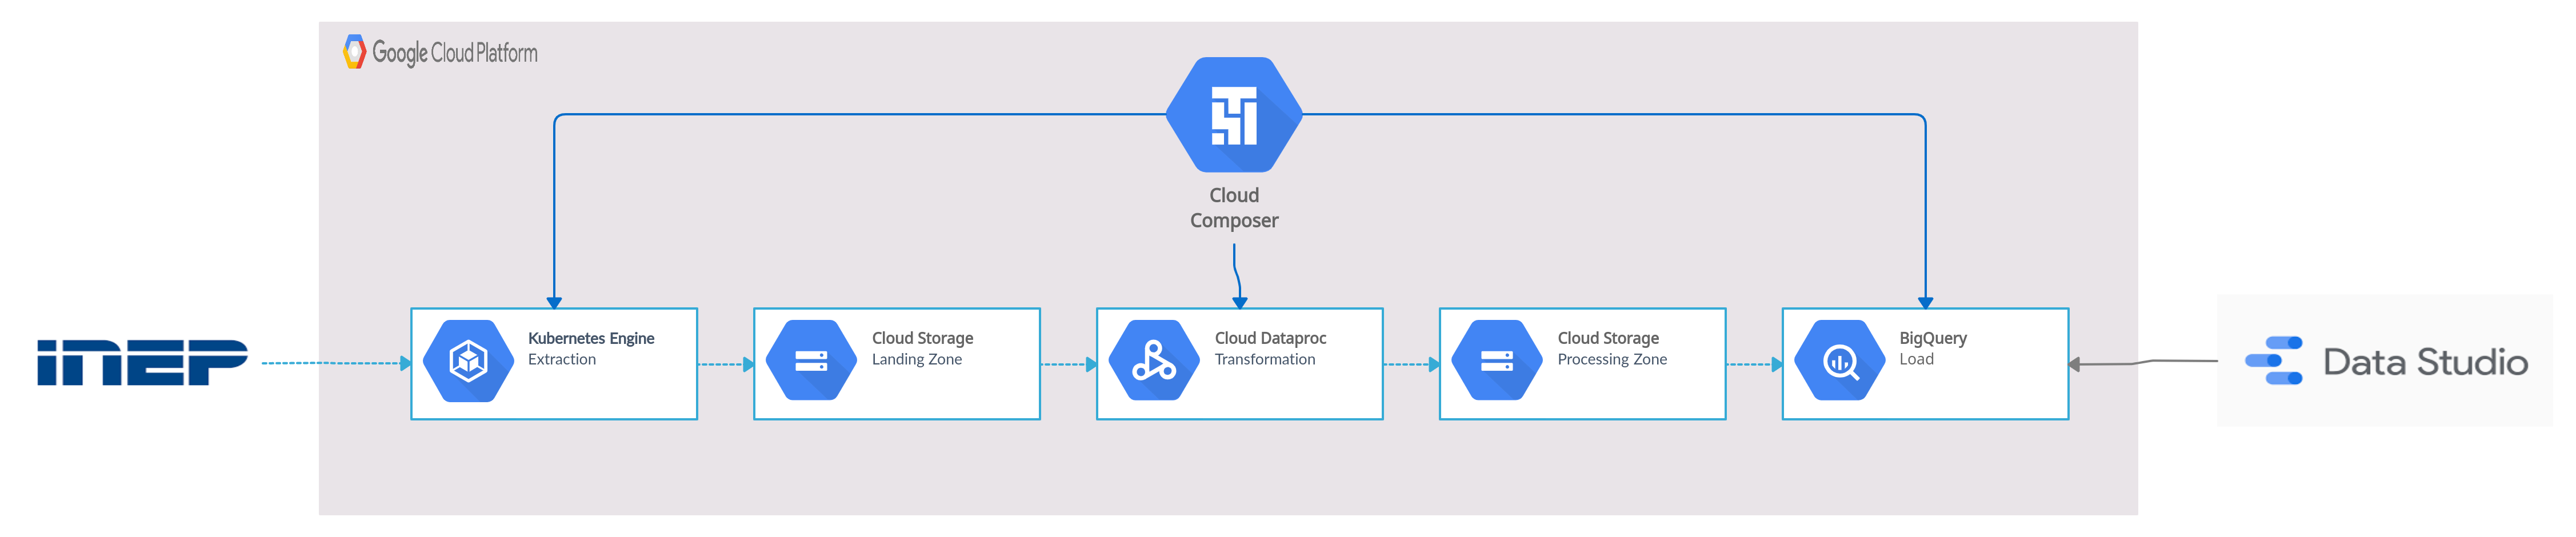 Google Cloud Platform
Cloud
Composer
inEP
Kubernetes Engine
Extraction
Cloud Storage
Landing Zone
Cloud Dataproc
Transformation
Cloud Storage
Processing Zone
BigQuery
Load
Data Studio